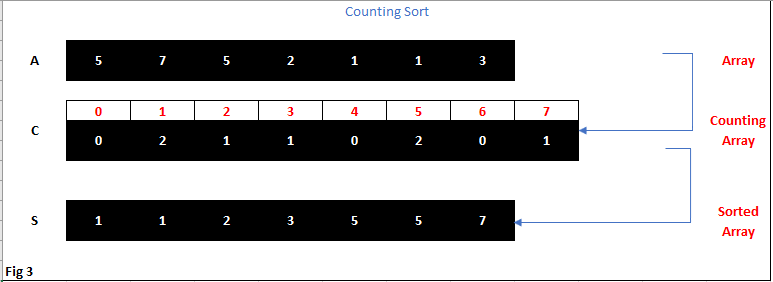 Counting Sort
A 5 7 5 2 1 1 3 Array
0 1 2 3 4 5 6 7
C 0 2 1 1 0 2 0 1 Counting
Array
S 1 1 2 3 5 5 7 Sorted
Array
Fig 3